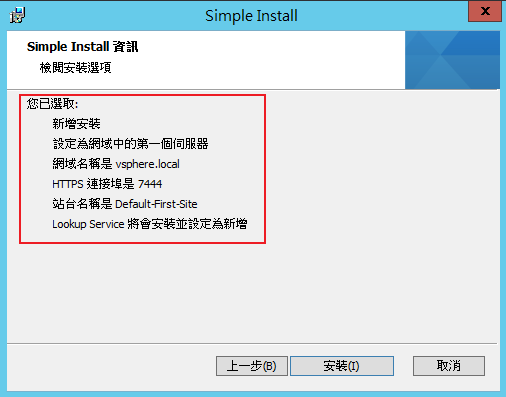 Simple Install
Simple Install 資訊
檢閱安裝選項
您已選取:
新增安裝
設定為網域中的第一個伺服器
網域名稱是 vsphere.local
HTTPS 連接埠是 7444
站台名稱是 Default-First-Site
Lookup Service 將會安裝並設定為新增
上一步(B) 安裝(I) 取消